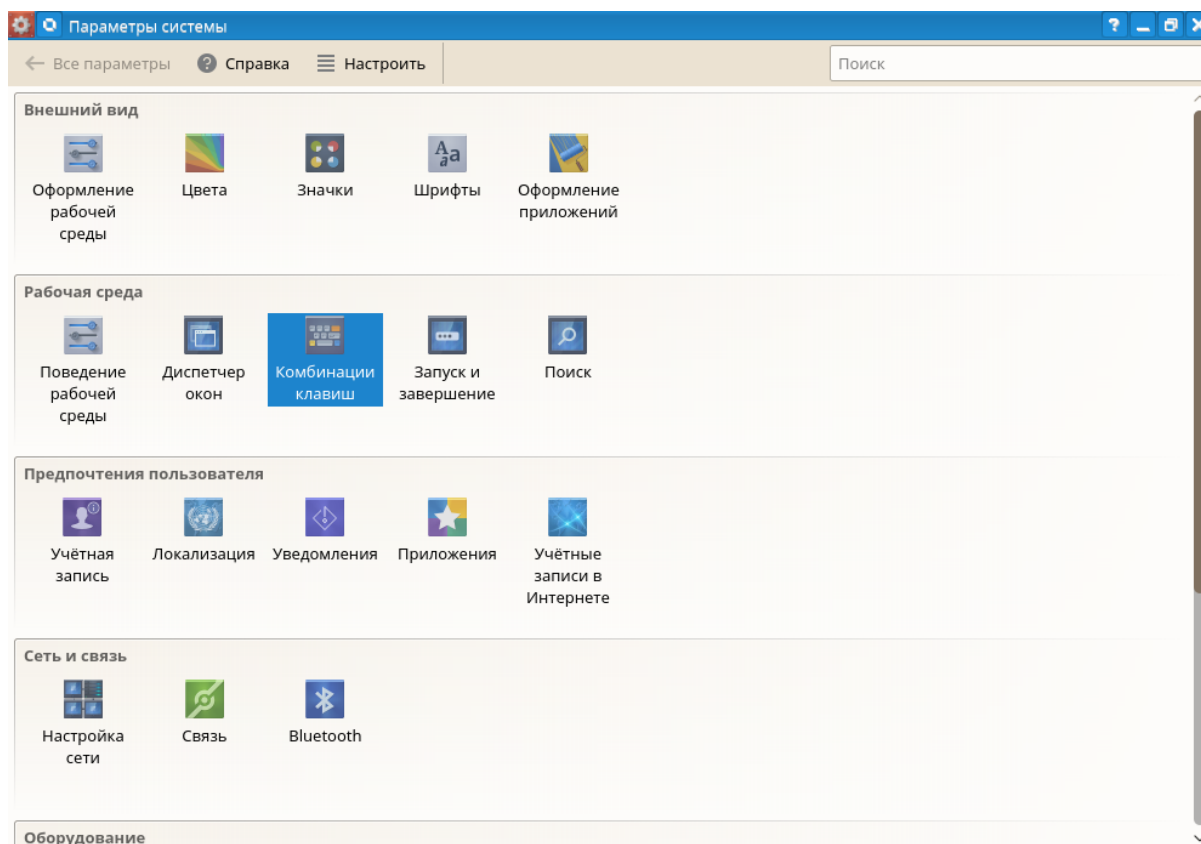 Параметры системы
Все параметры Справка Настроить Поиск
Внешний вид
Оформление рабочей среды
Цвета
Значки
Шрифты
Оформление приложений
Рабочая среда
Поведение рабочей среды
Диспетчер окон
Комбинации клавиш
Запуск и завершение
Поиск
Предпочтения пользователя
Учётная запись
Локализация
Уведомления
Приложения
Учётные записи в Интернете
Сеть и связь
Настройка сети
Связь
Bluetooth
Оборудование